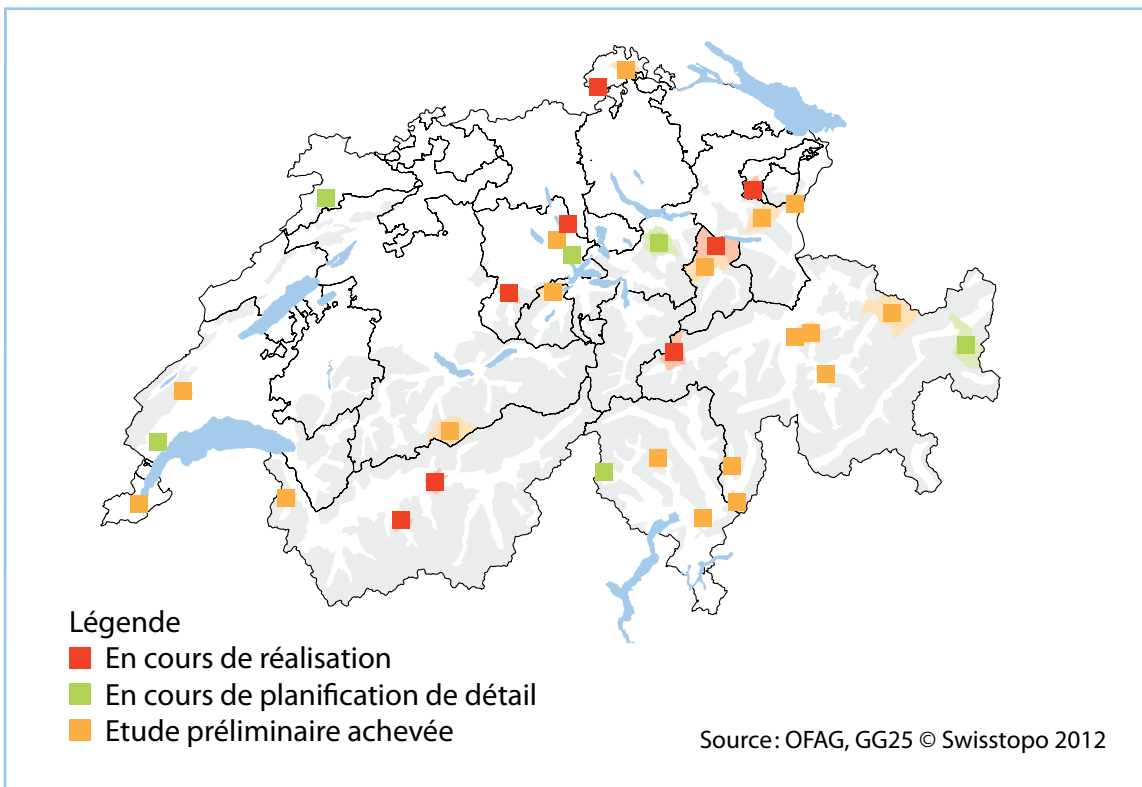 Légende
En cours de réalisation
En cours de planification de détail
Etude préliminaire achevée
Source: OFAG, GG25 © Swisstopo 2012